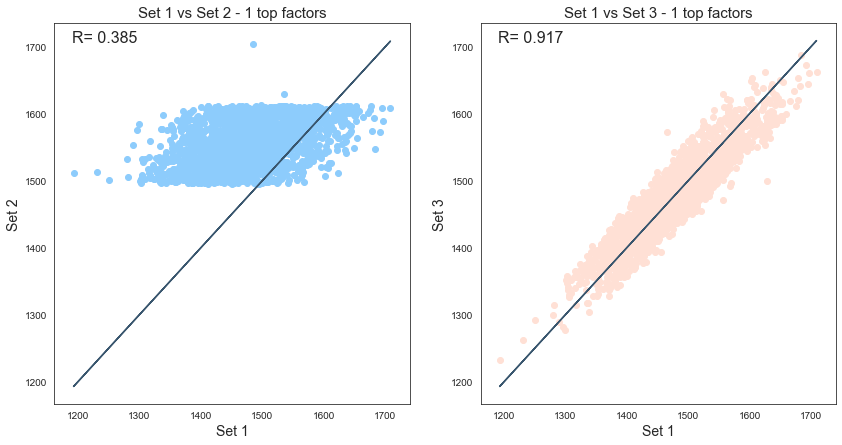 Set 1 vs Set 2 - 1 top factors
R= 0.385
1700
1600
1500
1400
1300
1200
Set 2
1200 1300 1400 1500 1600 1700
Set 1
Set 1 vs Set 3 - 1 top factors
R= 0.917
1700
1600
1500
1400
1300
1200
Set 3
1200 1300 1400 1500 1600 1700
Set 1